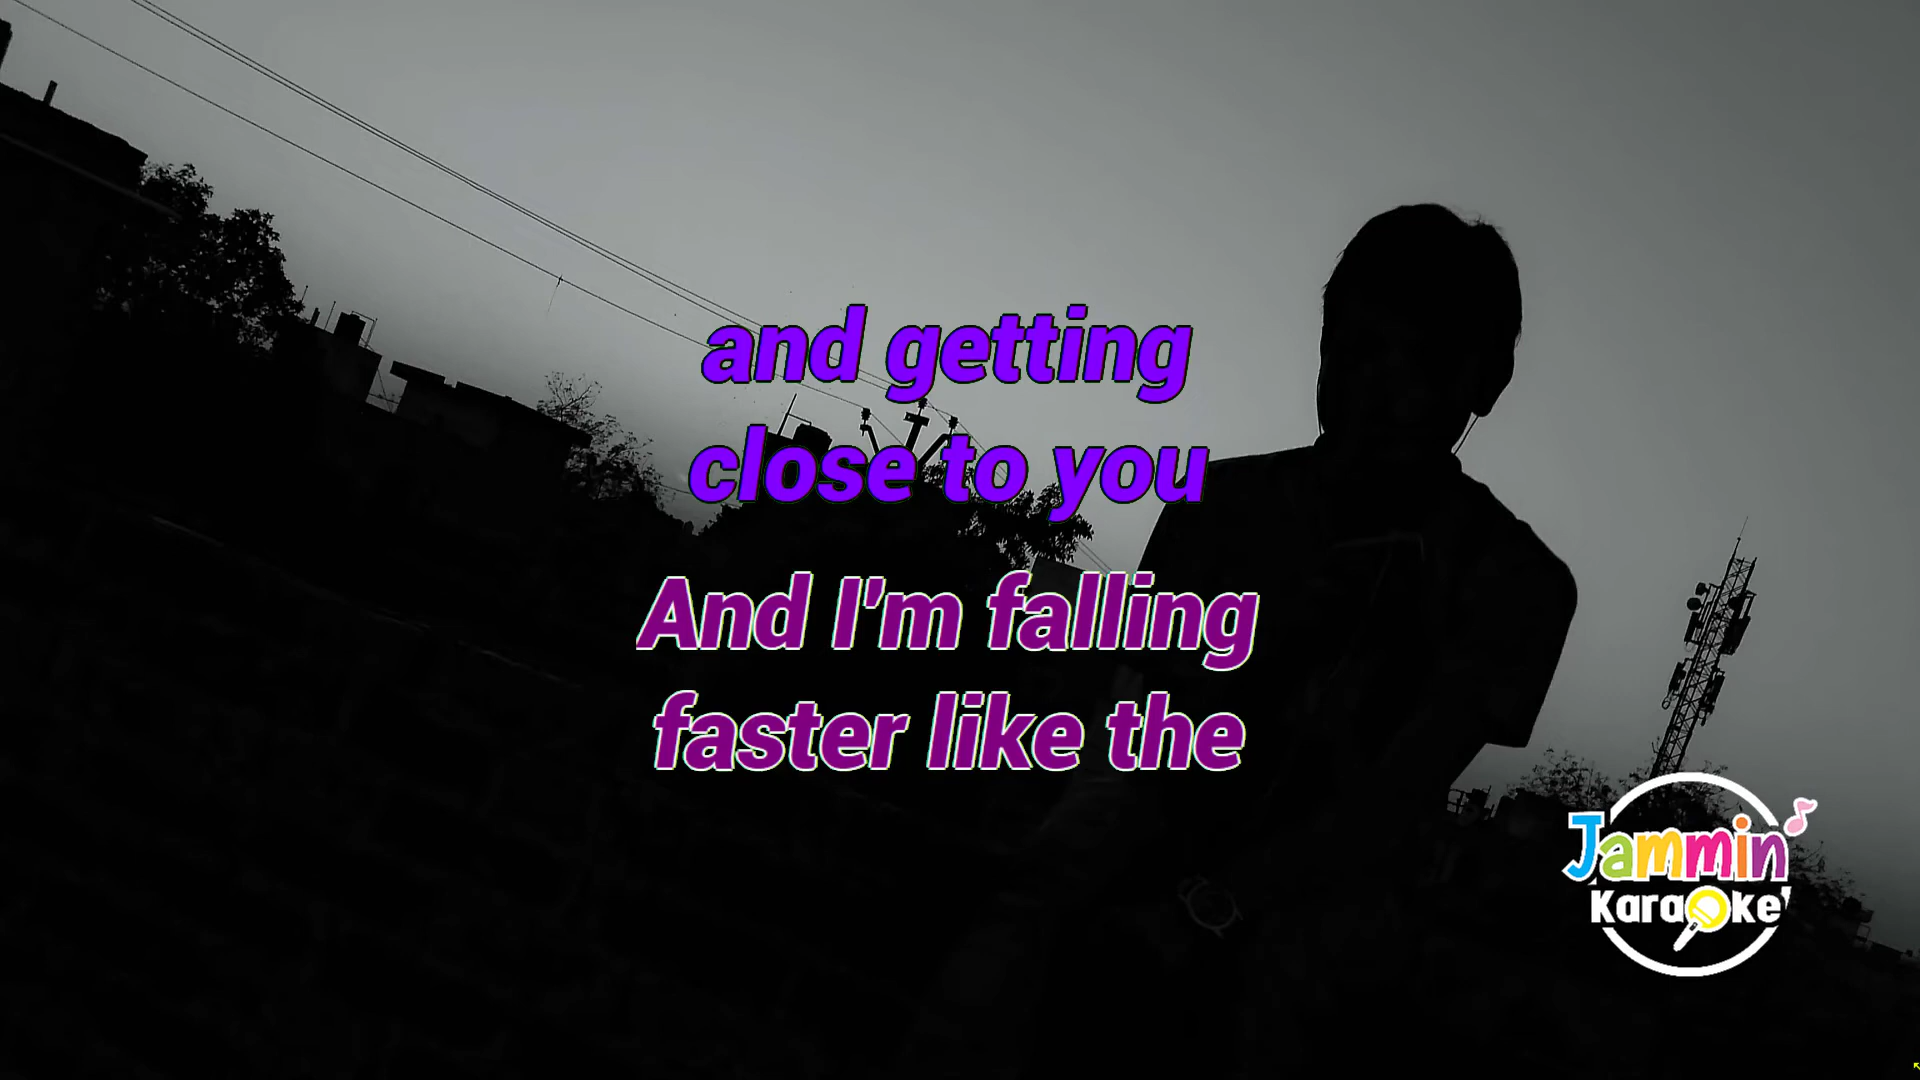 and getting
close to you
And I'm falling
faster like the
Jammin'
Karaoke